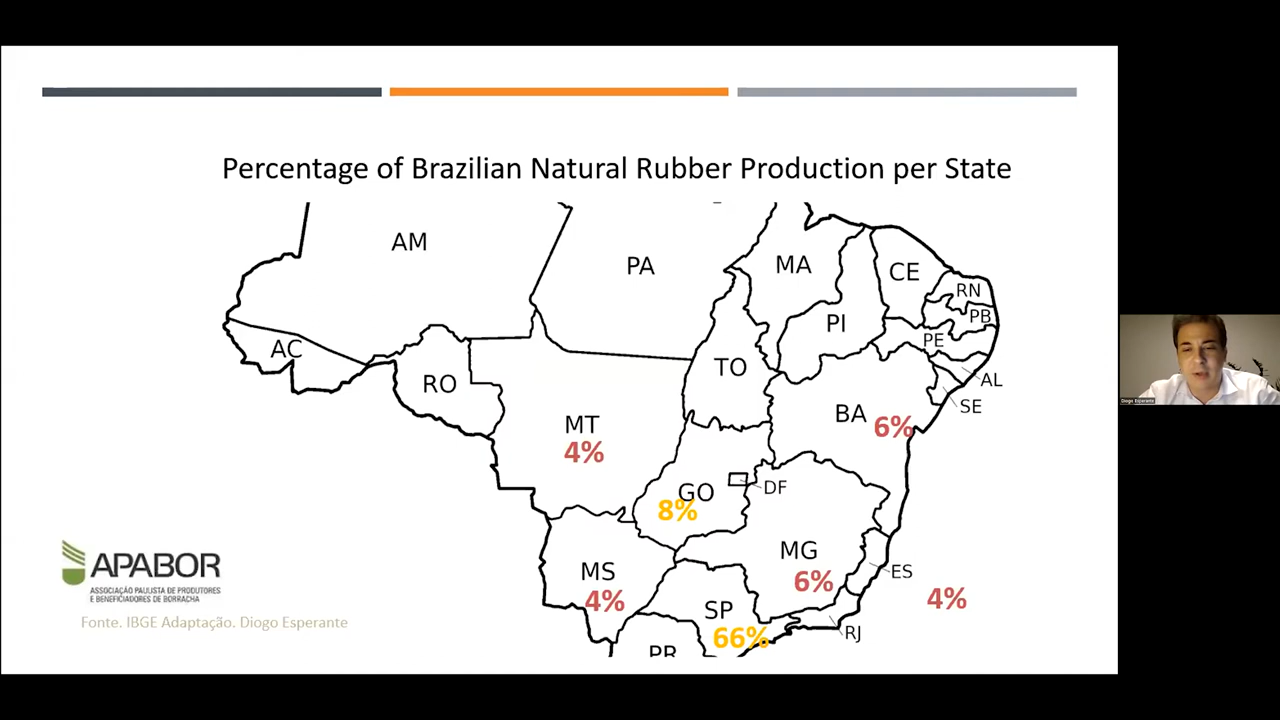 Percentage of Brazilian Natural Rubber Production per State
AM
PA
MA
CE
RN
PB
PI
PE
AC
TO
AL
RO
SE
BA
6%
MT
4%
GO
8%
DF
MG
6%
MS
4%
ES
4%
SP
66%
RJ
PR
APABOR
ASSOCIAÇÃO PAULISTA DE PRODUTORES
E BENEFICIADORES DE BORRACHA
Fonte. IBGE Adaptação. Diogo Esperante
Diogo Esperante